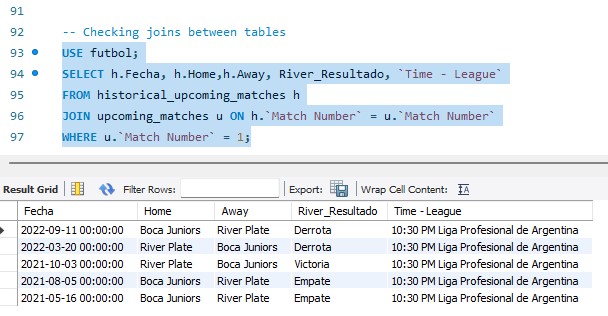 91
92 -- Checking joins between tables
93 USE futbol;
94 SELECT h.Fecha, h.Home,h.Away, River_Resultado, `Time - League`
95 FROM historical_upcoming_matches h
96 JOIN upcoming_matches u ON h.`Match Number` = u.`Match Number`
97 WHERE u.`Match Number` = 1;
Result Grid Filter Rows: Export: Wrap Cell Content:
Fecha Home Away River_Resultado Time - League
2022-09-11 00:00:00 Boca Juniors River Plate Derrota 10:30 PM Liga Profesional de Argentina
2022-03-20 00:00:00 River Plate Boca Juniors Derrota 10:30 PM Liga Profesional de Argentina
2021-10-03 00:00:00 River Plate Boca Juniors Victoria 10:30 PM Liga Profesional de Argentina
2021-08-05 00:00:00 Boca Juniors River Plate Empate 10:30 PM Liga Profesional de Argentina
2021-05-16 00:00:00 Boca Juniors River Plate Empate 10:30 PM Liga Profesional de Argentina